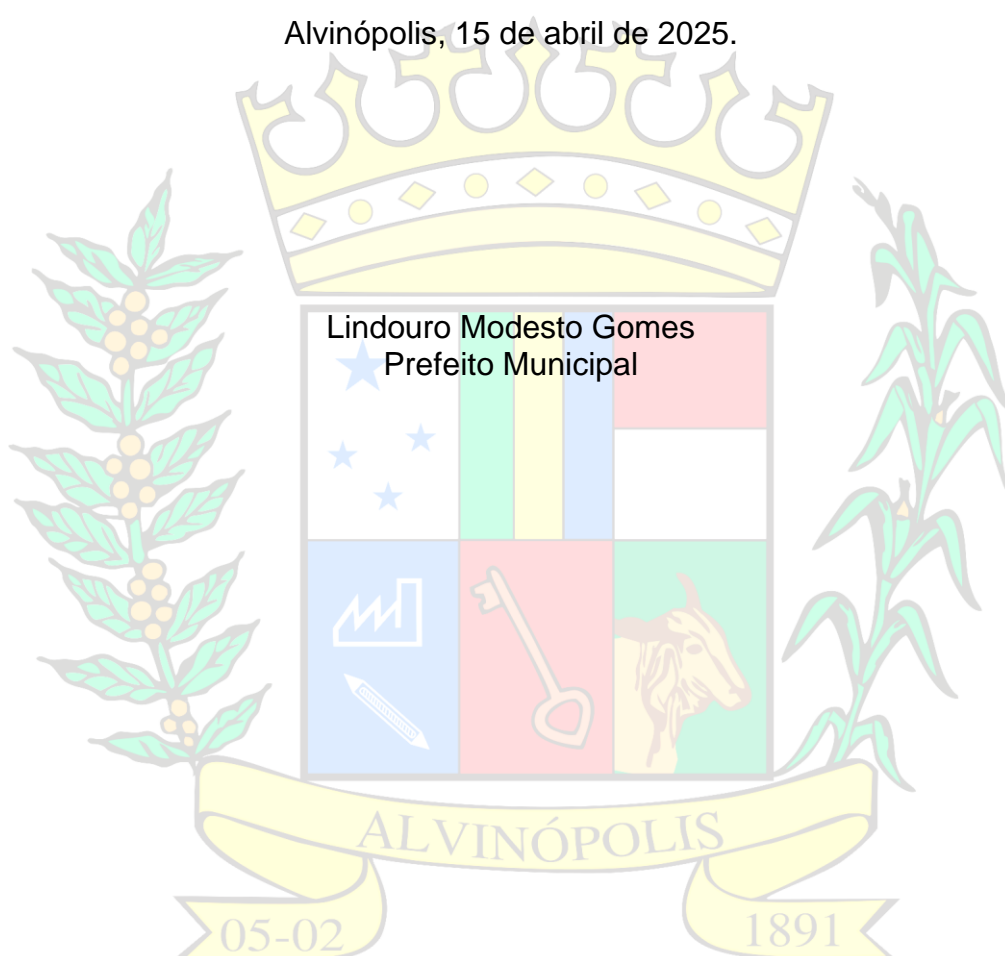 Alvinópolis, 15 de abril de 2025.
Lindouro Modesto Gomes
Prefeito Municipal
ALVINÓPOLIS
05-02
1891